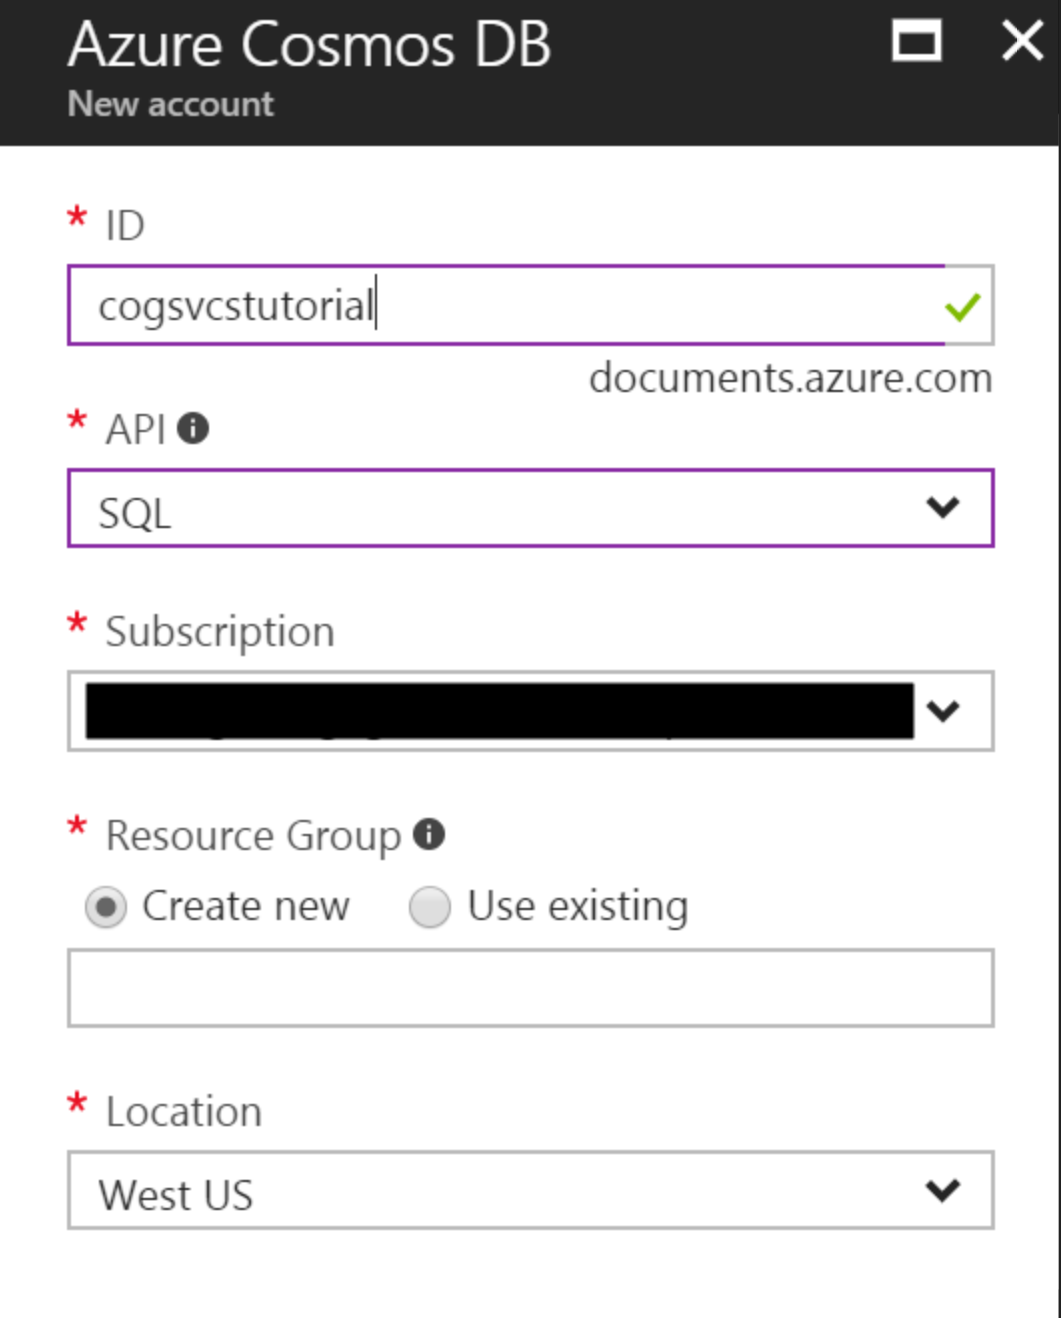 Azure Cosmos DB
New account
* ID
cogsvcstutorial
documents.azure.com
* API
SQL
* Subscription
* Resource Group
Create new Use existing
* Location
West US